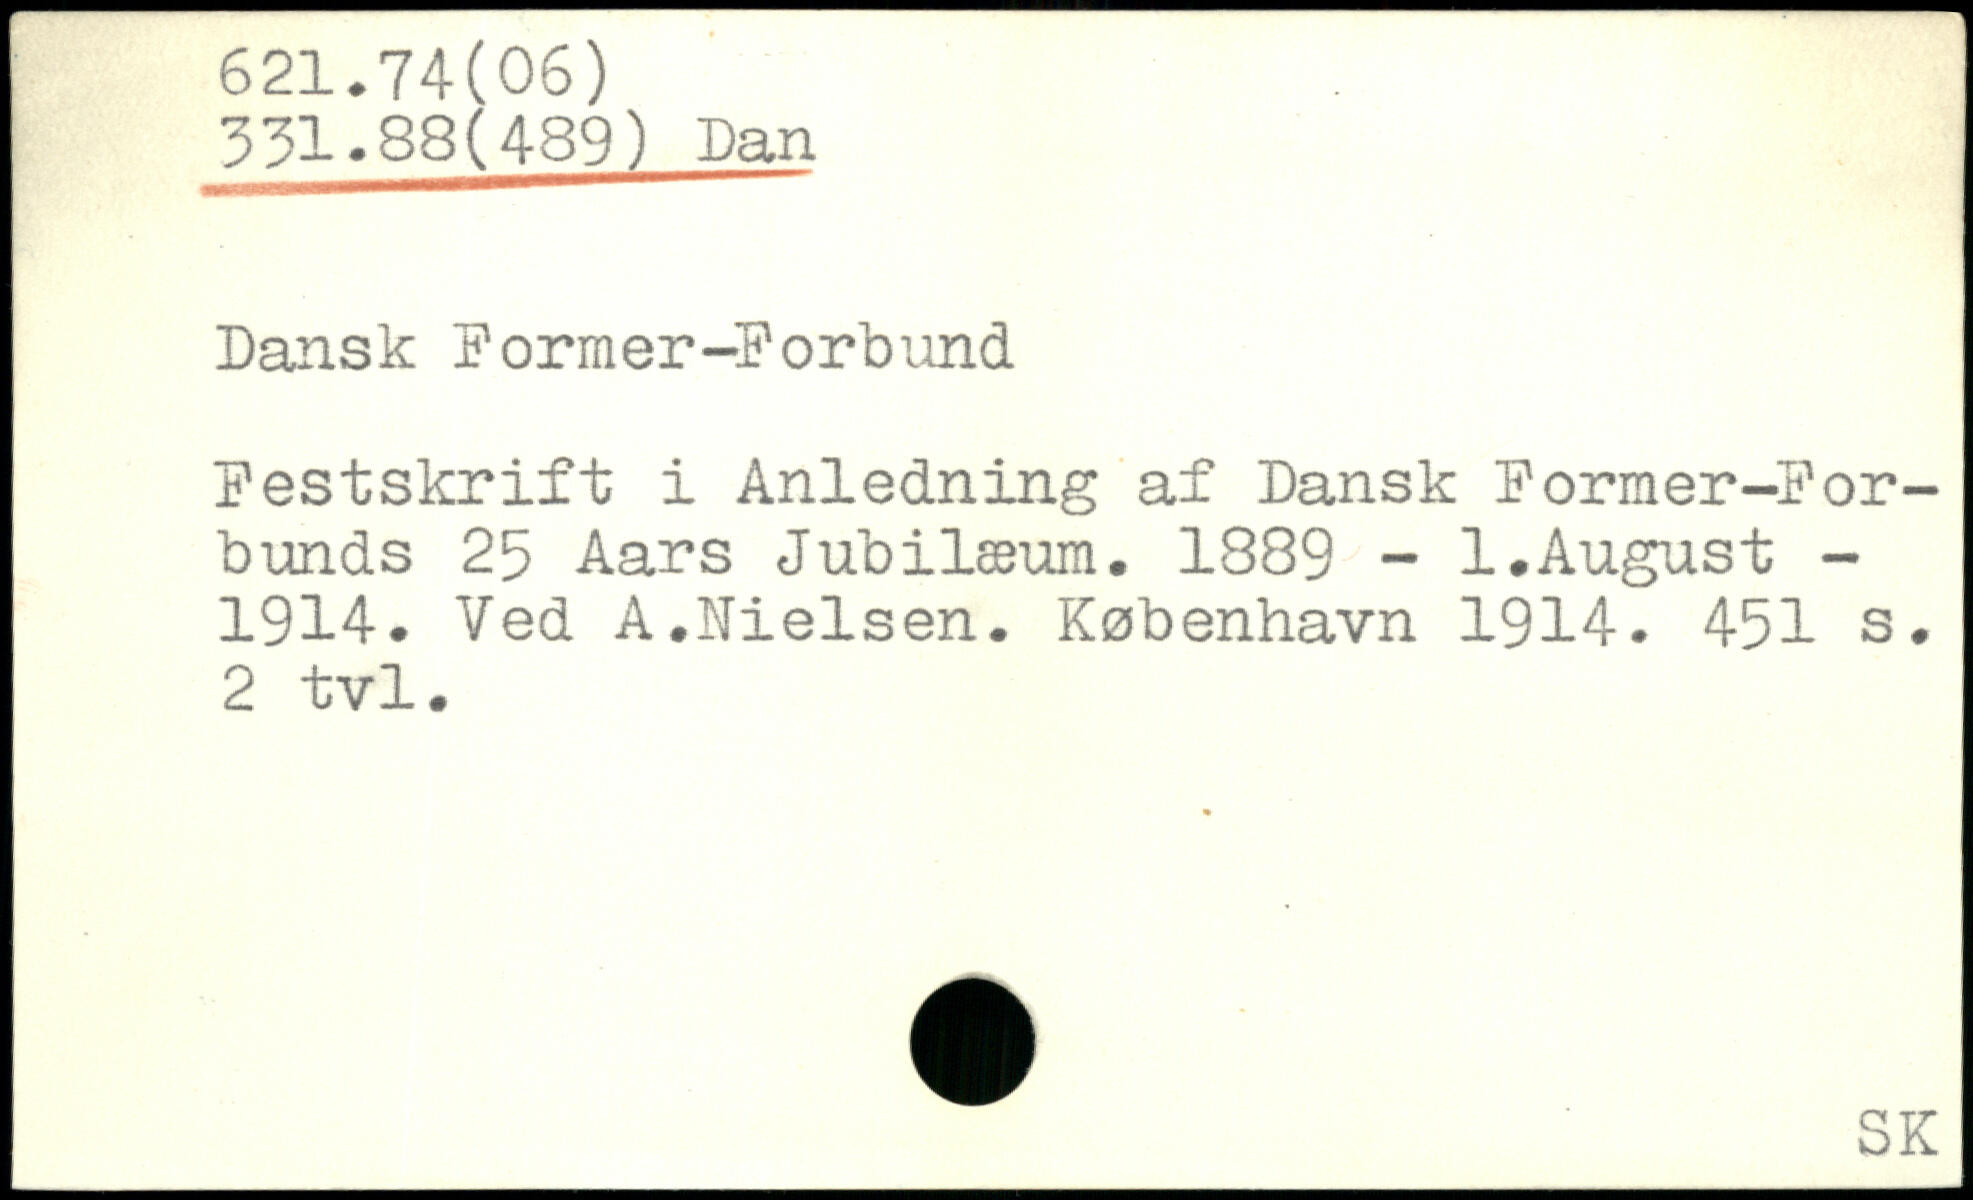 621.74(06)
331.88(489) Dan
Dansk Former-Forbund
Festskrift i Anledning af Dansk Former-For-
bunds 25 Aars Jubilæum. 1889 - 1.August -
1914. Ved A.Nielsen. København 1914. 451 s.
2 tvl.
SK